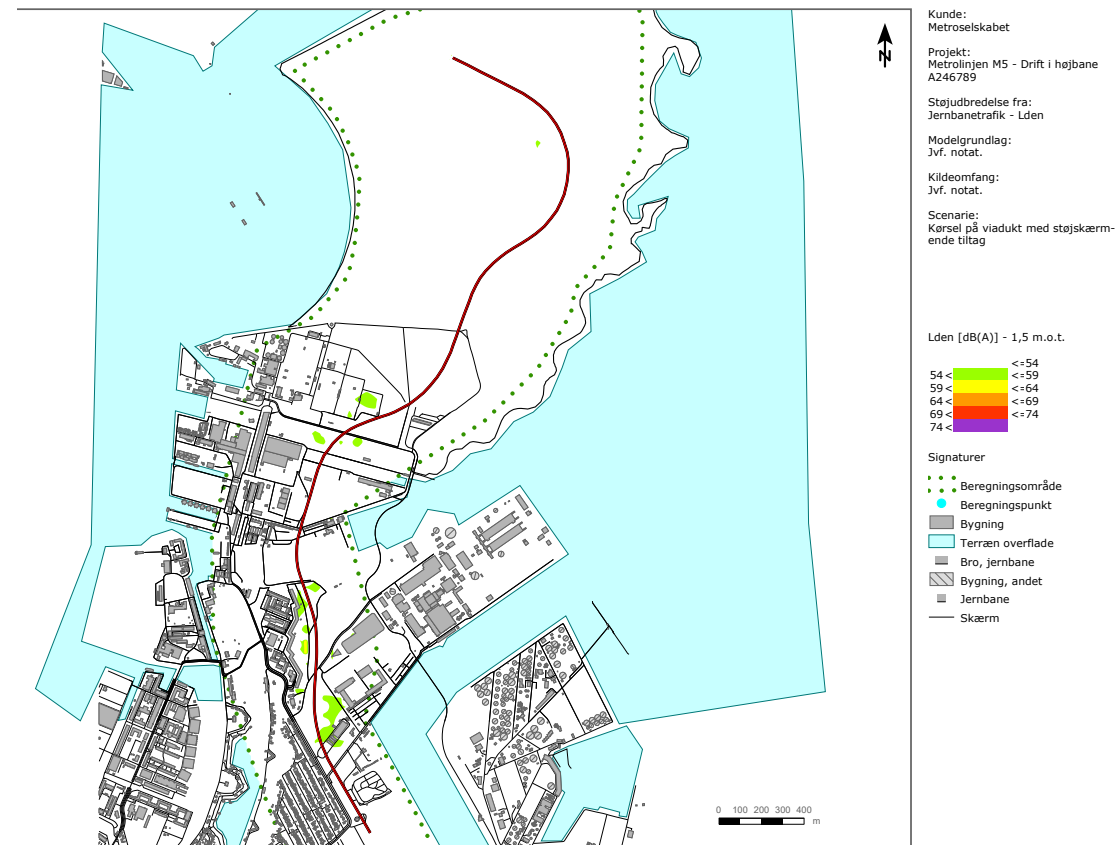 Kunde:
Metroselskabet
Projekt:
Metrolinjen M5 - Drift i højbane
A246789
Støjudbredelse fra:
Jernbanetrafik - Lden
Modelgrundlag:
Jvf. notat.
Kildeomfang:
Jvf. notat.
Scenarie:
Kørsel på viadukt med støjskærm-
ende tiltag
N
Lden [dB(A)] - 1,5 m.o.t.
<=54
54 < <=59
59 < <=64
64 < <=69
69 < <=74
74 <
Signaturer
Beregningsområde
Beregningspunkt
Bygning
Terræn overflade
Bro, jernbane
Bygning, andet
Jernbane
Skærm
0 100 200 300 400
m